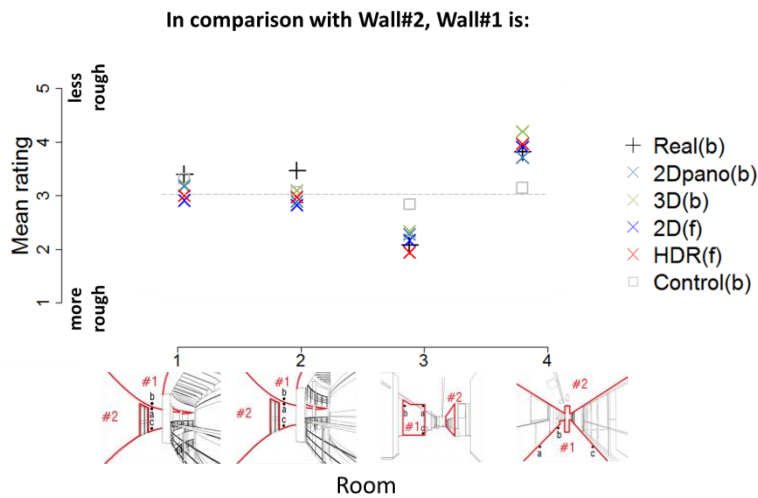 In comparison with Wall#2, Wall#1 is:
less
rough
5
4
3
2
1
Mean rating
more
rough
Real(b)
2Dpano(b)
3D(b)
2D(f)
HDR(f)
Control(b)
1 2 3 4
#1
#2
b
a
c
#1
#2
b
a
c
#2
#1
b
a
c
#2
#1
a
b
c
Room